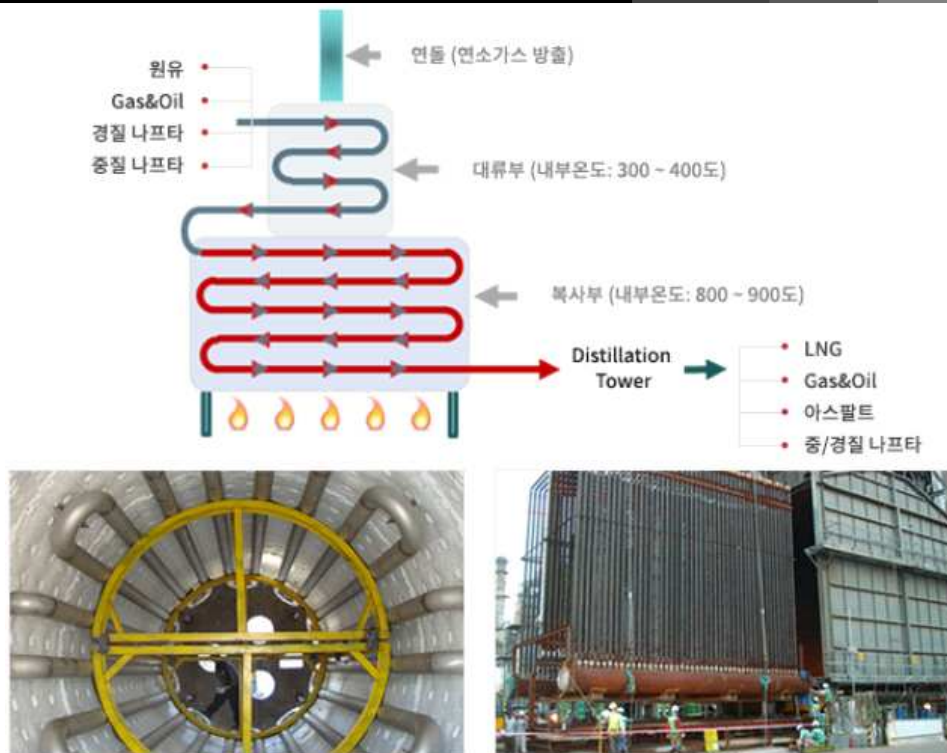 연돌 (연소가스 방출)
원유
Gas&Oil
경질 나프타
중질 나프타
대류부 (내부온도: 300 ~ 400도)
복사부 (내부온도: 800 ~ 900도)
Distillation
Tower
LNG
Gas&Oil
아스팔트
중/경질 나프타